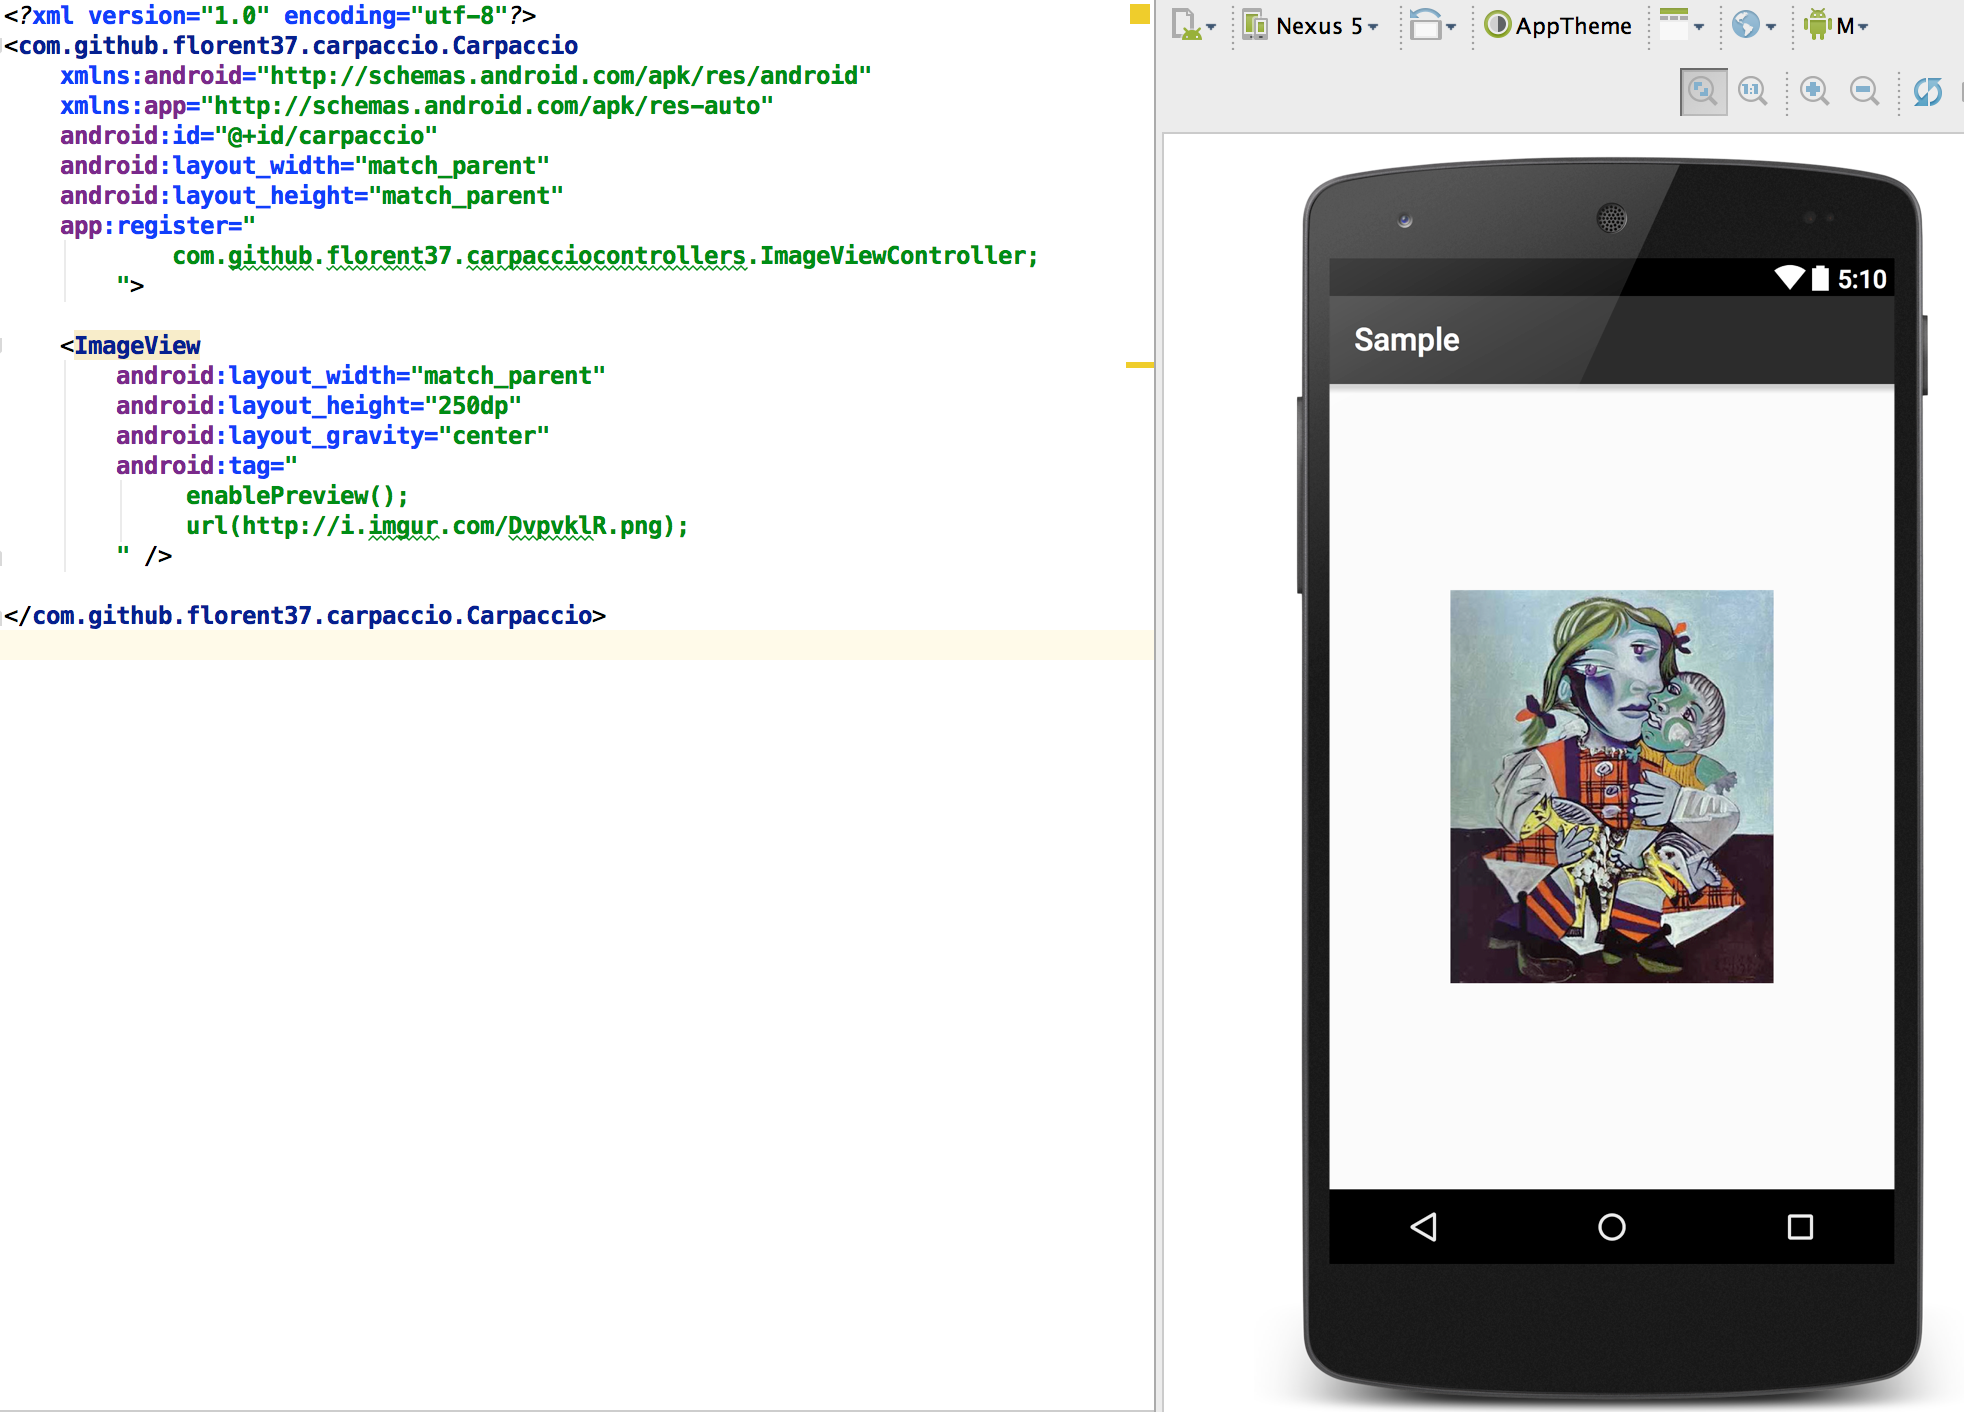 <?xml version="1.0" encoding="utf-8"?>
<com.github.florent37.carpaccio.Carpaccio
xmlns:android="http://schemas.android.com/apk/res/android"
xmlns:app="http://schemas.android.com/apk/res-auto"
android:id="@+id/carpaccio"
android:layout_width="match_parent"
android:layout_height="match_parent"
app:register="
com.github.florent37.carpacciocontrollers.ImageViewController;
">
<ImageView
android:layout_width="match_parent"
android:layout_height="250dp"
android:layout_gravity="center"
android:tag="
enablePreview();
url(http://i.imgur.com/DvpvklR.png);
" />
</com.github.florent37.carpaccio.Carpaccio>
Nexus 5
AppTheme
M
1:1
5:10
Sample